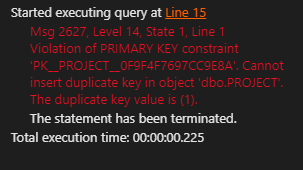 Started executing query at Line 15
Msg 2627, Level 14, State 1, Line 1
Violation of PRIMARY KEY constraint
'PK__PROJECT__0F9F4F7697CC9E8A'. Cannot
insert duplicate key in object 'dbo.PROJECT'.
The duplicate key value is (1).
The statement has been terminated.
Total execution time: 00:00:00.225